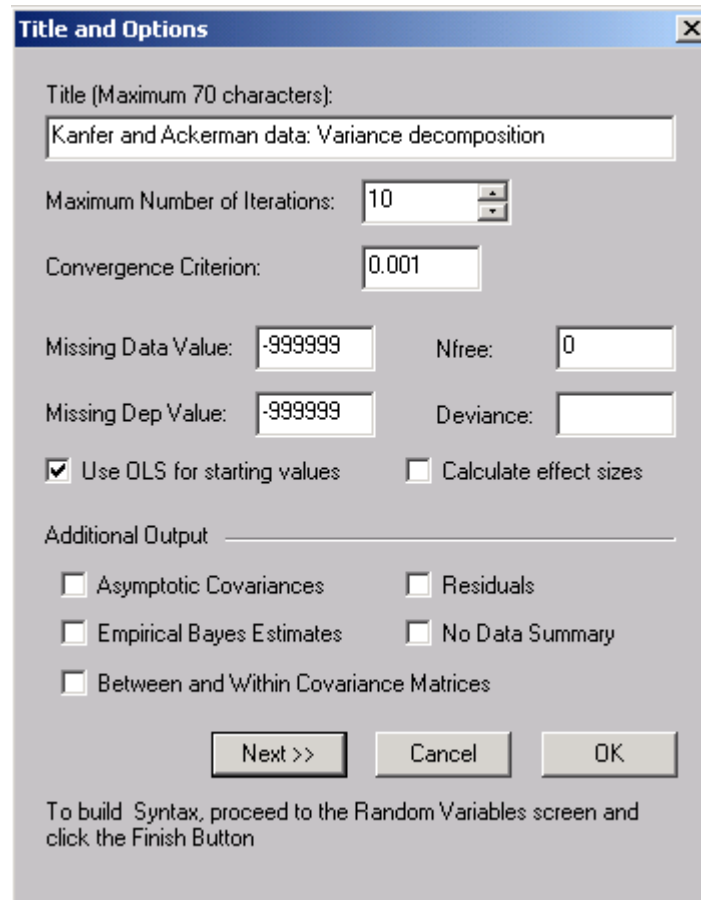 Title and Options
Title (Maximum 70 characters):
Kanfer and Ackerman data: Variance decomposition
Maximum Number of Iterations:
10
Convergence Criterion:
0.001
Missing Data Value:
-999999
Nfree:
0
Missing Dep Value:
-999999
Deviance:
Use OLS for starting values
Calculate effect sizes
Additional Output
Asymptotic Covariances
Residuals
Empirical Bayes Estimates
No Data Summary
Between and Within Covariance Matrices
Next >>
Cancel
OK
To build Syntax, proceed to the Random Variables screen and
click the Finish Button